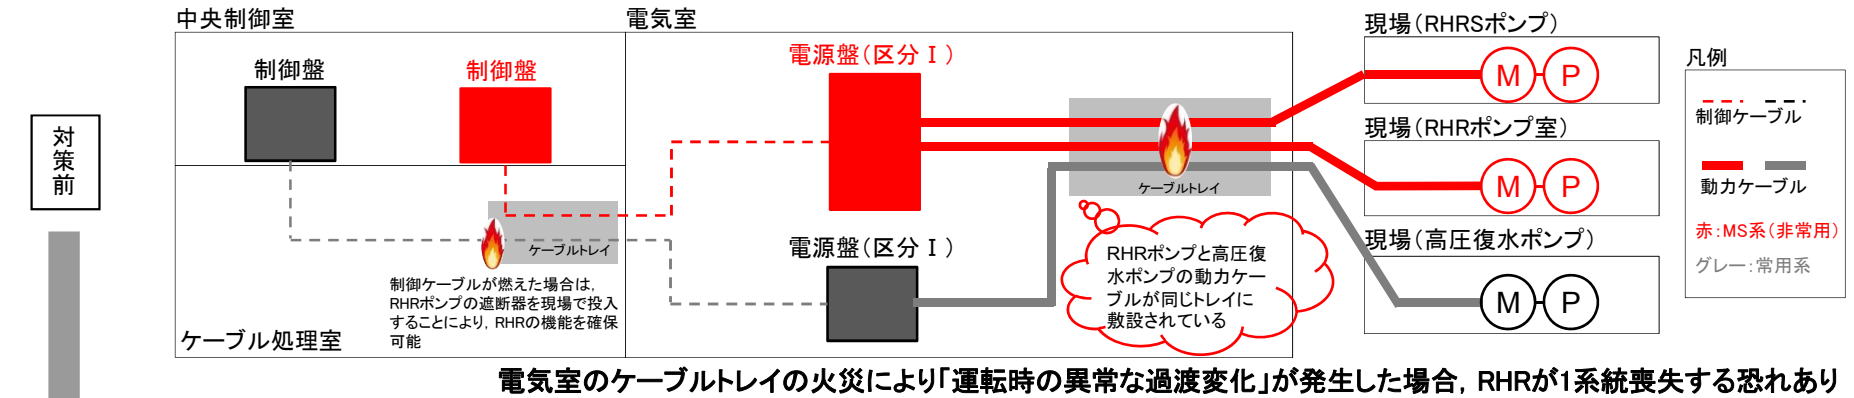 中央制御室
電気室
現場（RHRSポンプ）
制御盤
制御盤
電源盤（区分Ⅰ）
M
P
凡例
制御ケーブル
対策前
現場（RHRポンプ室）
ケーブルトレイ
M
P
動力ケーブル
赤：MS系（非常用）
グレー：常用系
ケーブルトレイ
電源盤（区分Ⅰ）
RHRポンプと高圧復
水ポンプの動力ケー
ブルが同じトレイに
敷設されている
現場（高圧復水ポンプ）
M
P
制御ケーブルが燃えた場合は，
RHRポンプの遮断器を現場で投入
することにより，RHRの機能を確保
可能
ケーブル処理室
電気室のケーブルトレイの火災により「運転時の異常な過渡変化」が発生した場合，RHRが1系統喪失する恐れあり